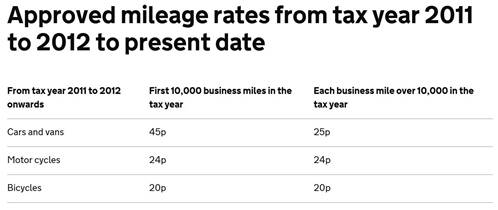 Approved mileage rates from tax year 2011
to 2012 to present date
From tax year 2011 to 2012 First 10,000 business miles in the Each business mile over 10,000 in the
onwards tax year tax year
Cars and vans 45p 25p
Motor cycles 24p 24p
Bicycles 20p 20p